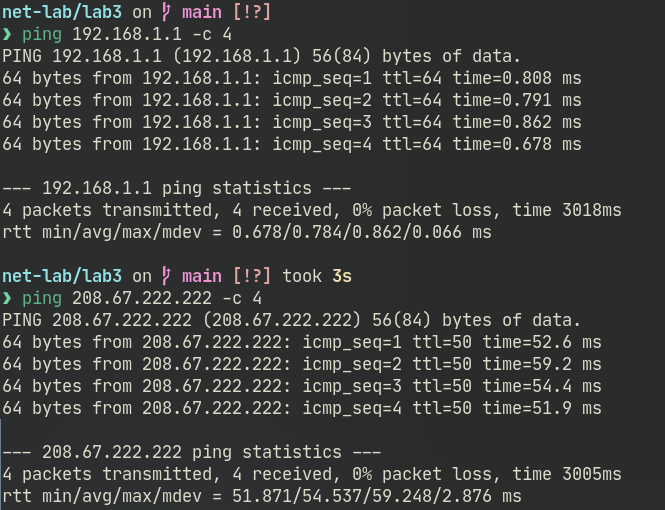 net-lab/lab3 on  main [!?]
❯ ping 192.168.1.1 -c 4
PING 192.168.1.1 (192.168.1.1) 56(84) bytes of data.
64 bytes from 192.168.1.1: icmp_seq=1 ttl=64 time=0.808 ms
64 bytes from 192.168.1.1: icmp_seq=2 ttl=64 time=0.791 ms
64 bytes from 192.168.1.1: icmp_seq=3 ttl=64 time=0.862 ms
64 bytes from 192.168.1.1: icmp_seq=4 ttl=64 time=0.678 ms
--- 192.168.1.1 ping statistics ---
4 packets transmitted, 4 received, 0% packet loss, time 3018ms
rtt min/avg/max/mdev = 0.678/0.784/0.862/0.066 ms
net-lab/lab3 on  main [!?] took 3s
❯ ping 208.67.222.222 -c 4
PING 208.67.222.222 (208.67.222.222) 56(84) bytes of data.
64 bytes from 208.67.222.222: icmp_seq=1 ttl=50 time=52.6 ms
64 bytes from 208.67.222.222: icmp_seq=2 ttl=50 time=59.2 ms
64 bytes from 208.67.222.222: icmp_seq=3 ttl=50 time=54.4 ms
64 bytes from 208.67.222.222: icmp_seq=4 ttl=50 time=51.9 ms
--- 208.67.222.222 ping statistics ---
4 packets transmitted, 4 received, 0% packet loss, time 3005ms
rtt min/avg/max/mdev = 51.871/54.537/59.248/2.876 ms